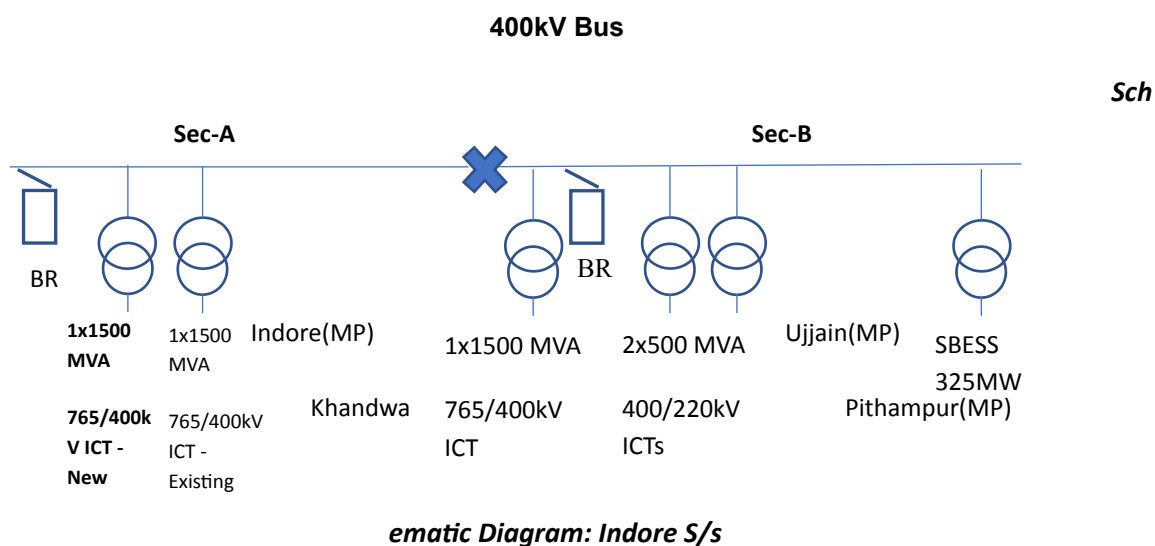 400kV Bus
Sch
Sec-A
Sec-B
BR
BR
1x1500
MVA
1x1500
MVA
Indore(MP)
1x1500 MVA
2x500 MVA
Ujjain(MP)
SBESS
325MW
765/400k
V ICT -
New
765/400kV
ICT -
Existing
Khandwa
765/400kV
ICT
400/220kV
ICTs
Pithampur(MP)
ematic Diagram: Indore S/s